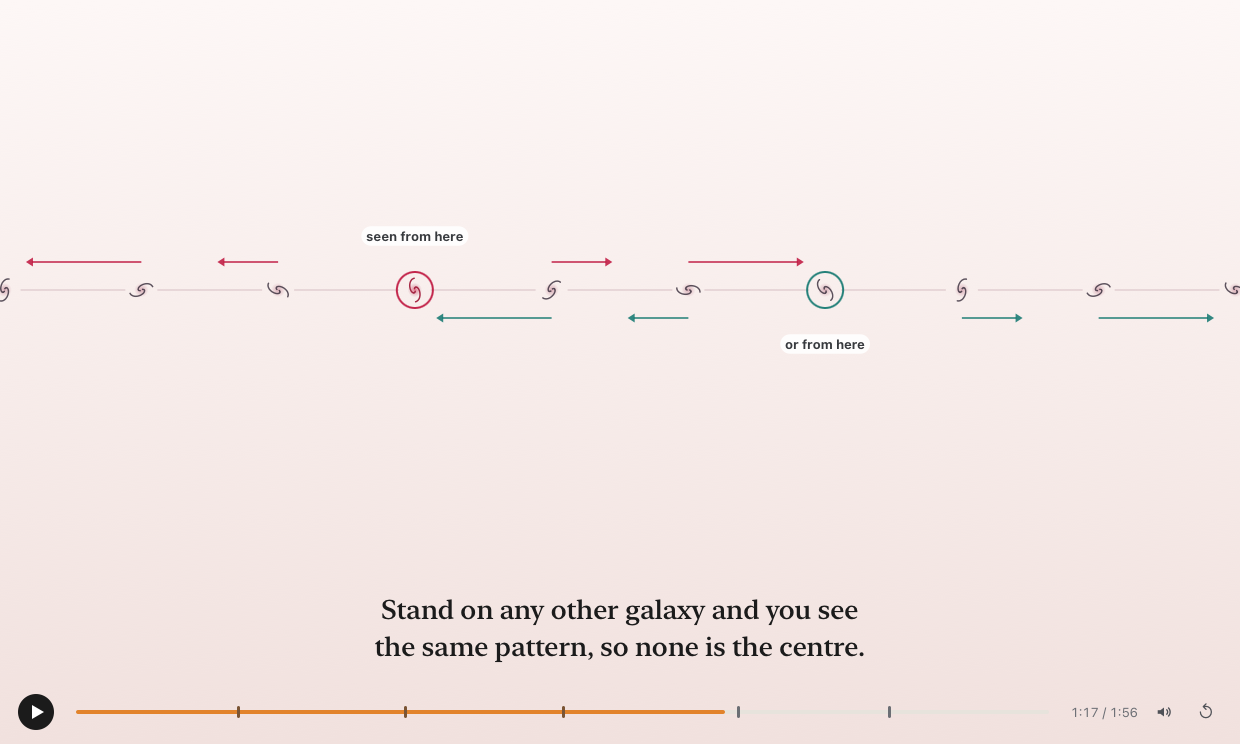 seen from here
or from here
Stand on any other galaxy and you see
the same pattern, so none is the centre.
1:17 / 1:56